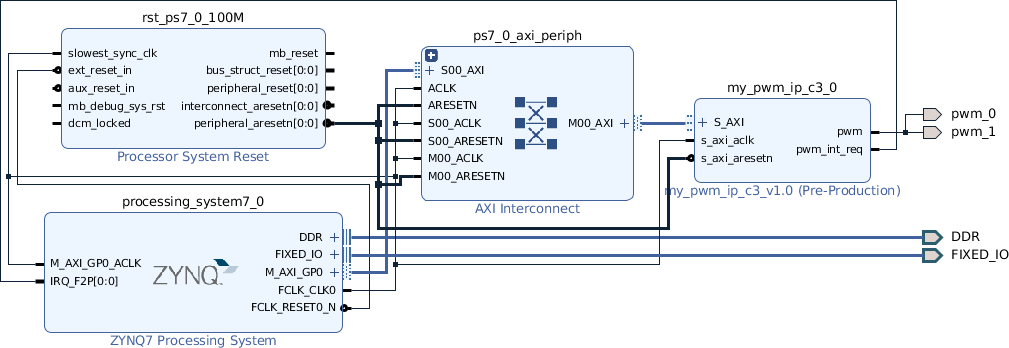 rst_ps7_0_100M
slowest_sync_clk
ext_reset_in
aux_reset_in
mb_debug_sys_rst
dcm_locked
mb_reset
bus_struct_reset[0:0]
peripheral_reset[0:0]
interconnect_aresetn[0:0]
peripheral_aresetn[0:0]
Processor System Reset
ps7_0_axi_periph
S00_AXI
ACLK
ARESETN
S00_ACLK
S00_ARESETN
M00_ACLK
M00_ARESETN
M00_AXI
AXI Interconnect
my_pwm_ip_c3_0
S_AXI
s_axi_aclk
s_axi_aresetn
pwm
pwm_int_req
my_pwm_ip_c3_v1.0 (Pre-Production)
pwm_0
pwm_1
processing_system7_0
M_AXI_GP0_ACLK
IRQ_F2P[0:0]
ZYNQ
DDR
FIXED_IO
M_AXI_GP0
FCLK_CLK0
FCLK_RESET0_N
ZYNQ7 Processing System
DDR
FIXED_IO